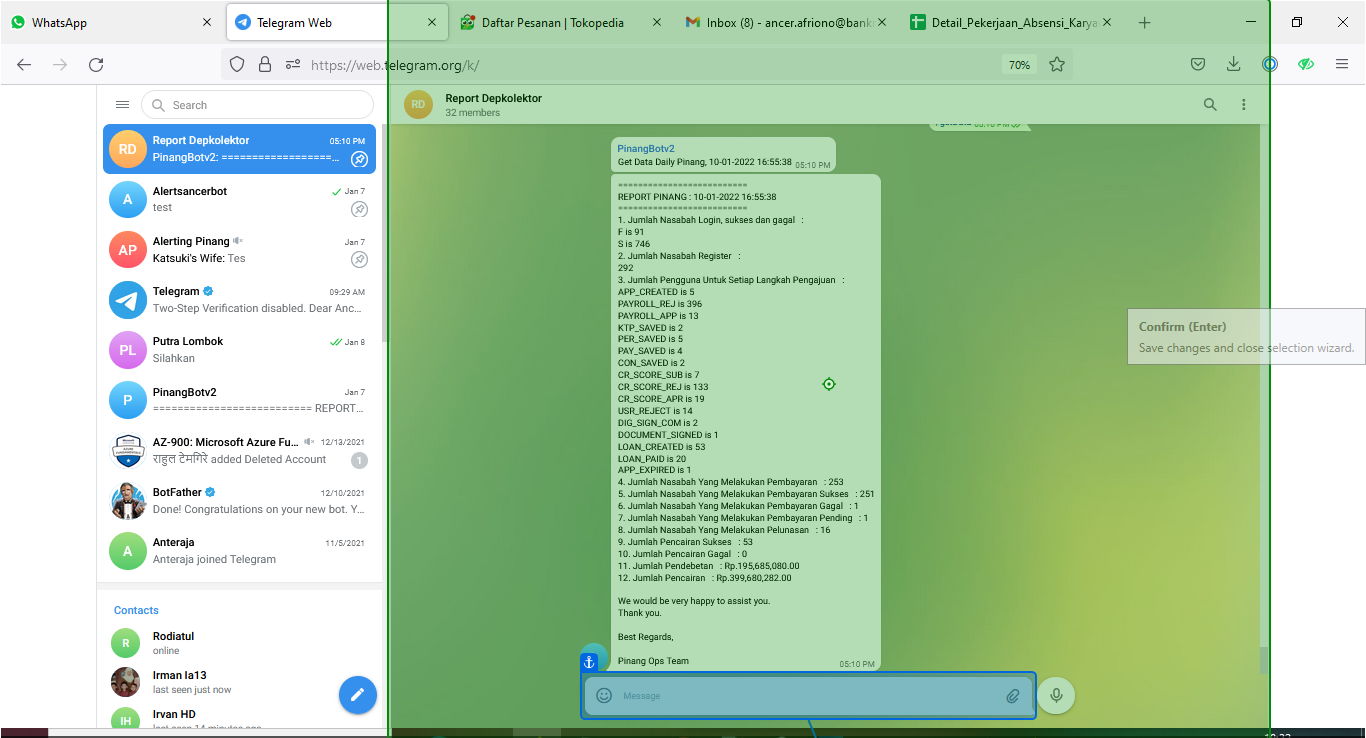 WhatsApp
Telegram Web
Daftar Pesanan | Tokopedia
Inbox (8) - ancer.afriono@bank
Detail_Pekerjaan_Absensi_Karya
https://web.telegram.org/k/
70%
Search
RD
Report Depkolektor
05:10 PM
PinangBotv2: ==================...
A
Alertsancerbot
Jan 7
test
AP
Alerting Pinang
Jan 7
Katsuki's Wife: Tes
Telegram
09:29 AM
Two-Step Verification disabled. Dear Anc...
PL
Putra Lombok
Jan 8
Silahkan
P
PinangBotv2
Jan 7
========================== REPORT...
AZ-900: Microsoft Azure Fu...
12/13/2021
राहुल टेमगिरे added Deleted Account
1
BotFather
12/10/2021
Done! Congratulations on your new bot. Y...
A
Anteraja
11/5/2021
Anteraja joined Telegram
Contacts
R
Rodiatul
online
Irman Ia13
last seen just now
IH
Irvan HD
last seen 14 minutes ago
RD
Report Depkolektor
32 members
05:10 PM
PinangBotv2
Get Data Daily Pinang, 10-01-2022 16:55:38 05:10 PM
==========================
REPORT PINANG : 10-01-2022 16:55:38
==========================
1. Jumlah Nasabah Login, sukses dan gagal :
F is 91
S is 746
2. Jumlah Nasabah Register :
292
3. Jumlah Pengguna Untuk Setiap Langkah Pengajuan :
APP_CREATED is 5
PAYROLL_REJ is 396
PAYROLL_APP is 13
KTP_SAVED is 2
PER_SAVED is 5
PAY_SAVED is 4
CON_SAVED is 2
CR_SCORE_SUB is 7
CR_SCORE_REJ is 133
CR_SCORE_APR is 19
USR_REJECT is 14
DIG_SIGN_COM is 2
DOCUMENT_SIGNED is 1
LOAN_CREATED is 53
LOAN_PAID is 20
APP_EXPIRED is 1
4. Jumlah Nasabah Yang Melakukan Pembayaran : 253
5. Jumlah Nasabah Yang Melakukan Pembayaran Sukses : 251
6. Jumlah Nasabah Yang Melakukan Pembayaran Gagal : 1
7. Jumlah Nasabah Yang Melakukan Pembayaran Pending : 1
8. Jumlah Nasabah Yang Melakukan Pelunasan : 16
9. Jumlah Pencairan Sukses : 53
10. Jumlah Pencairan Gagal : 0
11. Jumlah Pendebetan : Rp.195,685,080.00
12. Jumlah Pencairan : Rp.399,680,282.00
We would be very happy to assist you.
Thank you.
Best Regards,
Pinang Ops Team
05:10 PM
Message
Confirm (Enter)
Save changes and close selection wizard.